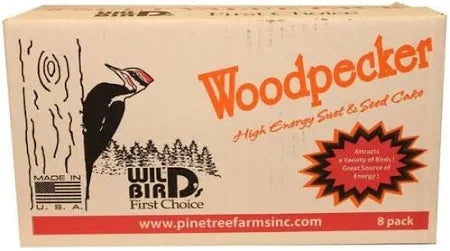 Woodpecker
High Energy Suet & Seed Cake
Attracts
a Variety of Birds!
Great Source of
Energy!
MADE IN
U.S.A.
WILD
BIRDs
First Choice
www.pinetreefarmsinc.com
8 pack